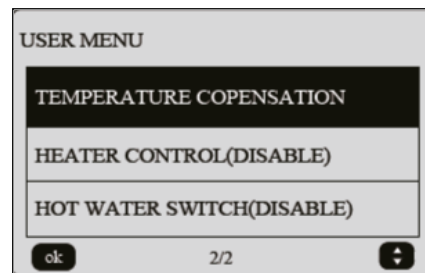 USER MENU
TEMPERATURE COPENSATION
HEATER CONTROL(DISABLE)
HOT WATER SWITCH(DISABLE)
ok 2/2